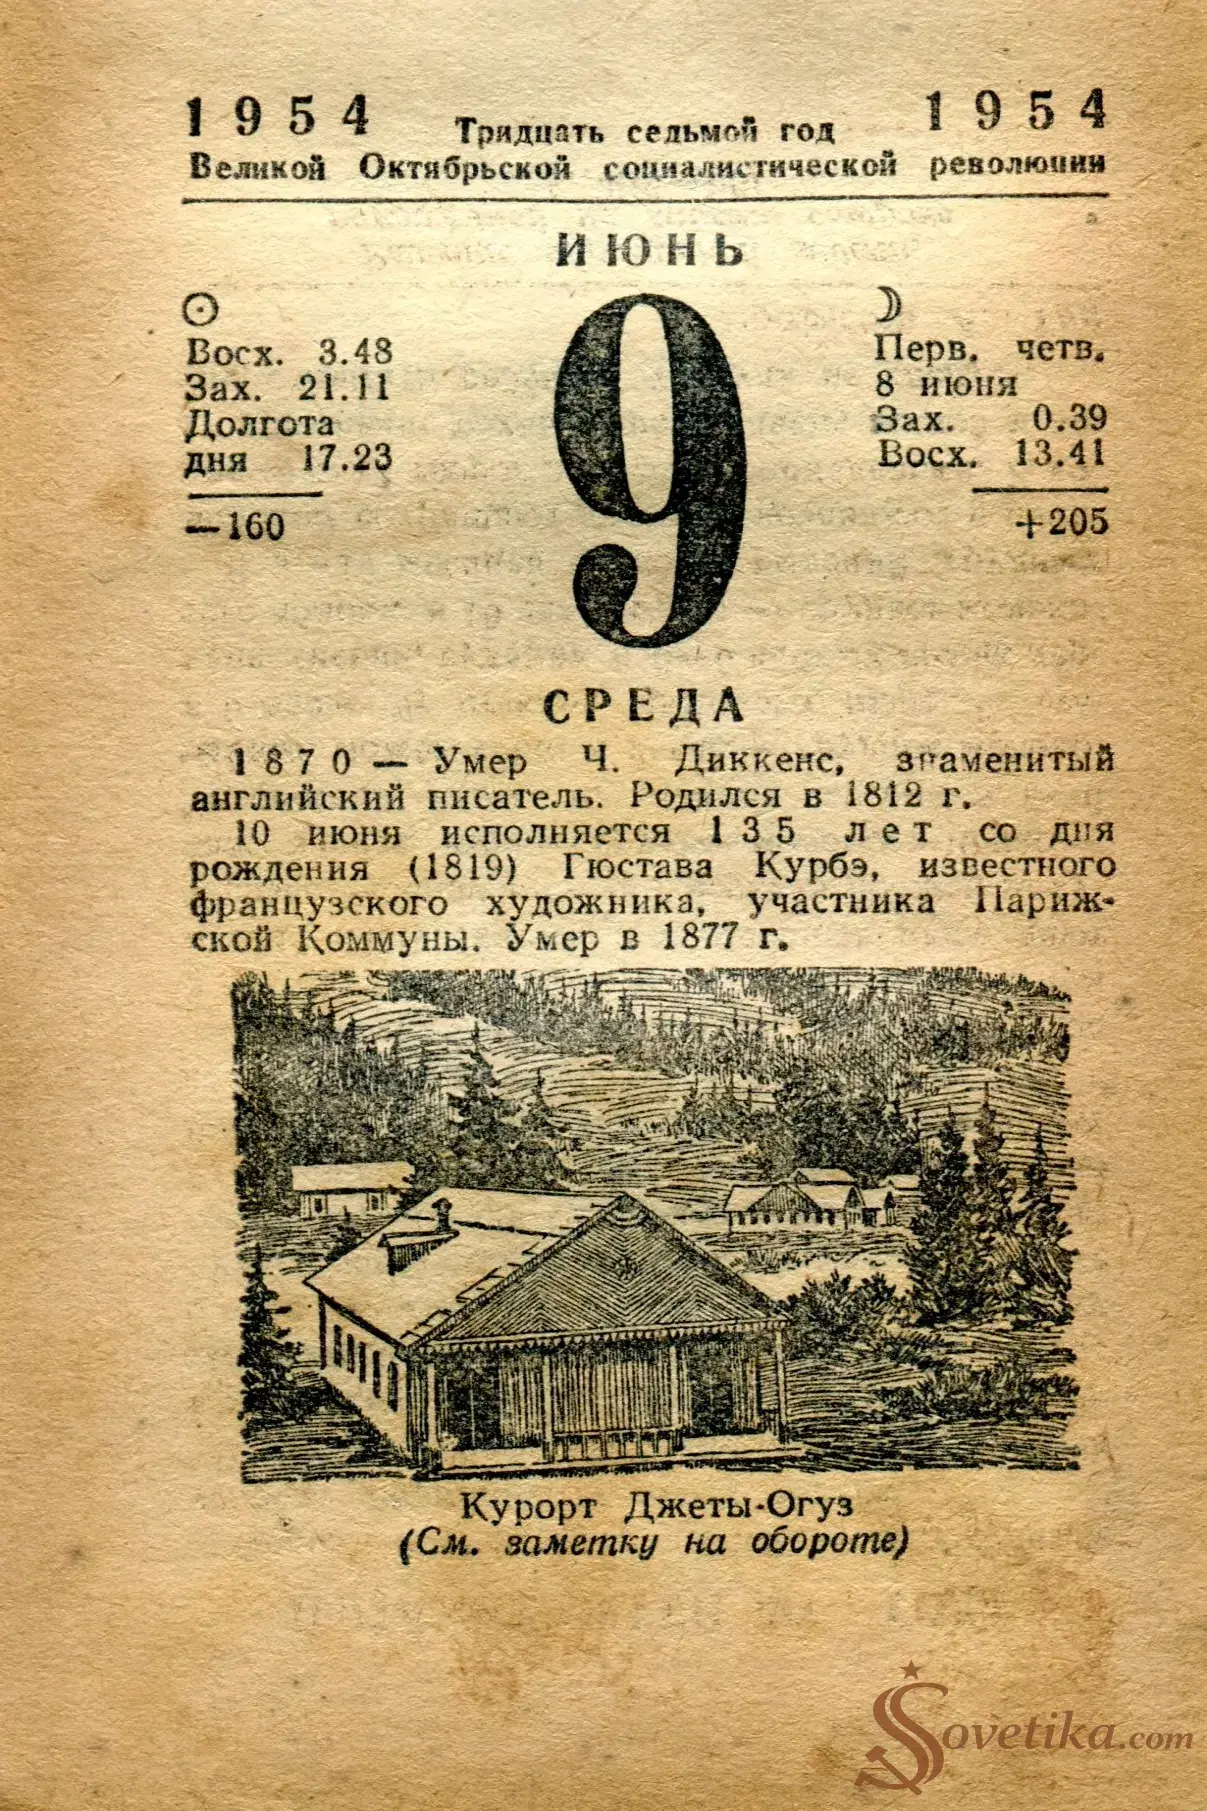 1954 Тридцать седьмой год 1954
Великой Октябрьской социалистической революции
ИЮНЬ
Восх. 3.48
Зах. 21.11
Долгота
дня 17.23
—160
9
Перв. четв.
8 июня
Зах. 0.39
Восх. 13.41
+205
СРЕДА
1870 — Умер Ч. Диккенс, знаменитый
английский писатель. Родился в 1812 г.
10 июня исполняется 135 лет со дня
рождения (1819) Гюстава Курбэ, известного
французского художника, участника Париж-
ской Коммуны. Умер в 1877 г.
Курорт Джеты-Огуз
(См. заметку на обороте)
Sovetika.com